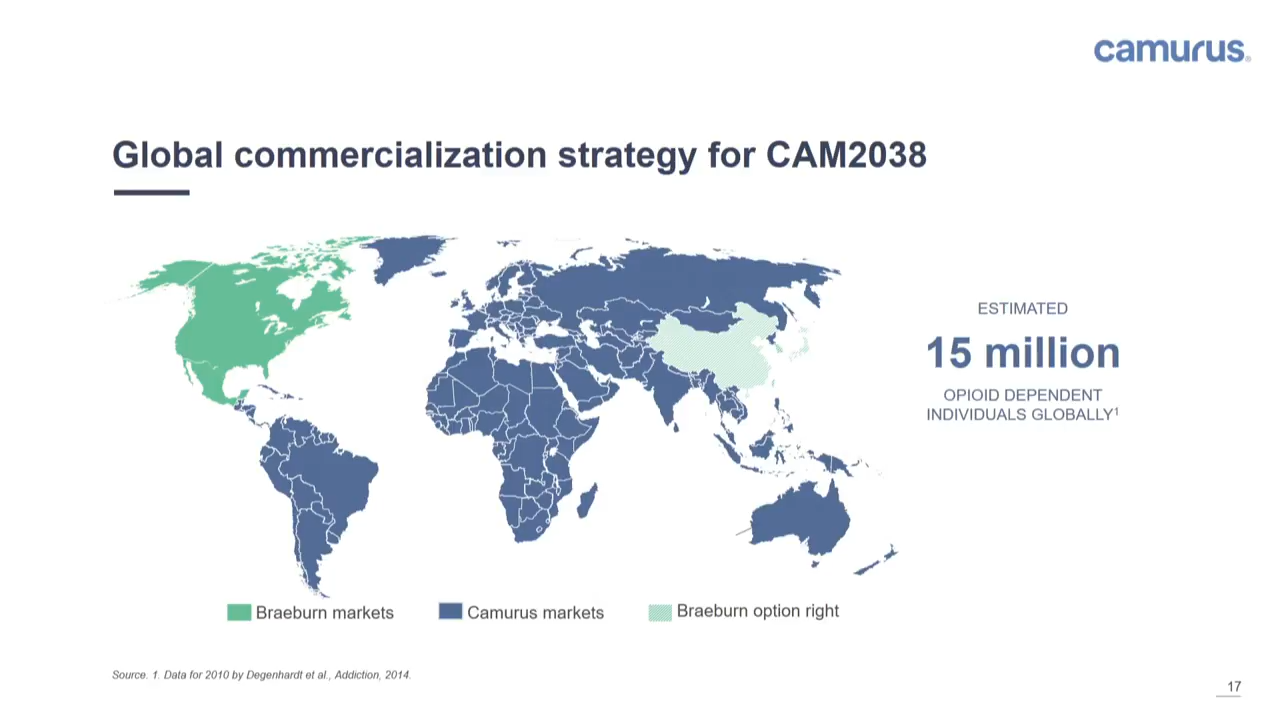 camurus®
Global commercialization strategy for CAM2038
ESTIMATED
15 million
OPIOID DEPENDENT
INDIVIDUALS GLOBALLY¹
Braeburn markets
Camurus markets
Braeburn option right
Source. 1. Data for 2010 by Degenhardt et al., Addiction, 2014.
17